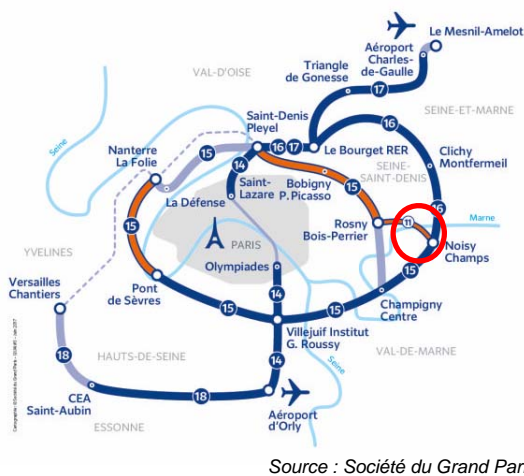 Le Mesnil-Amelot
Aéroport
Charles-
de-Gaulle
VAL-D'OISE
Triangle
de Gonesse
17
SEINE-ET-MARNE
Seine
Saint-Denis
Pleyel
16
16 17
Le Bourget RER
Nanterre
La Folie
15
14
SEINE-
SAINT-DENIS
Clichy
Montfermeil
Bobigny
P. Picasso
15
La Défense
Saint-
Lazare
16
Marne
Rosny
Bois-Perrier
11
15
PARIS
Noisy
Champs
YVELINES
Olympiades
15
Versailles
Chantiers
Pont
de Sèvres
14
15
15
Champigny
Centre
Villejuif Institut
G. Roussy
18
HAUTS-DE-SEINE
14
Seine
VAL-DE-MARNE
CEA
Saint-Aubin
18
ESSONNE
Aéroport
d'Orly
Source : Société du Grand Par